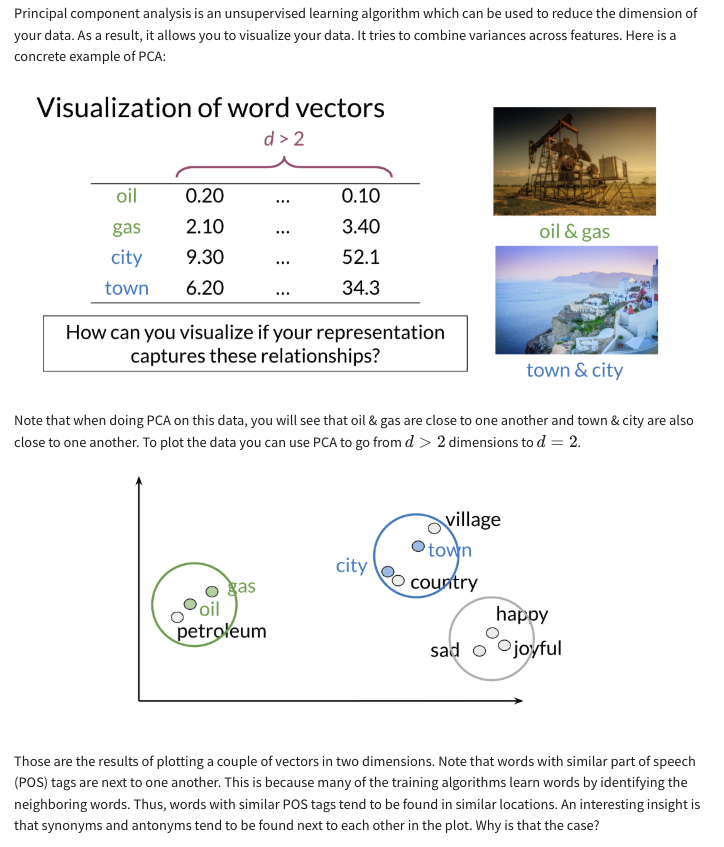 Principal component analysis is an unsupervised learning algorithm which can be used to reduce the dimension of
your data. As a result, it allows you to visualize your data. It tries to combine variances across features. Here is a
concrete example of PCA:
Visualization of word vectors
d > 2
oil 0.20 ... 0.10
gas 2.10 ... 3.40
city 9.30 ... 52.1
town 6.20 ... 34.3
oil & gas
How can you visualize if your representation
captures these relationships?
town & city
Note that when doing PCA on this data, you will see that oil & gas are close to one another and town & city are also
close to one another. To plot the data you can use PCA to go from d > 2 dimensions to d = 2.
village
town
city
country
gas
oil
petroleum
happy
sad
joyful
Those are the results of plotting a couple of vectors in two dimensions. Note that words with similar part of speech
(POS) tags are next to one another. This is because many of the training algorithms learn words by identifying the
neighboring words. Thus, words with similar POS tags tend to be found in similar locations. An interesting insight is
that synonyms and antonyms tend to be found next to each other in the plot. Why is that the case?